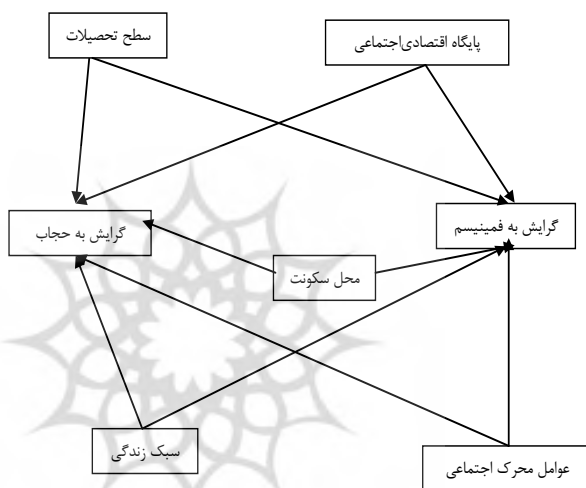 پایگاه اقتصادی‌اجتماعی
سطح تحصیلات
گرایش به فمینیسم
گرایش به حجاب
محل سکونت
سبک زندگی
عوامل محرک اجتماعی